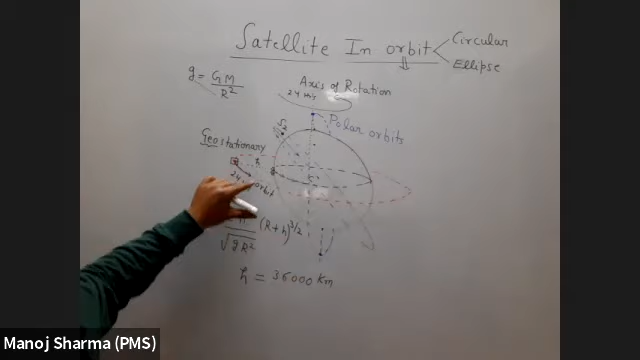 Satellite In orbit
Circular
Ellipse
g = GM / R²
Axis of Rotation
24 Hrs
Polar orbits
Geostationary
h
24
orbit
√(gR²) (R + h)^3/2
h = 36000 Km
Manoj Sharma (PMS)